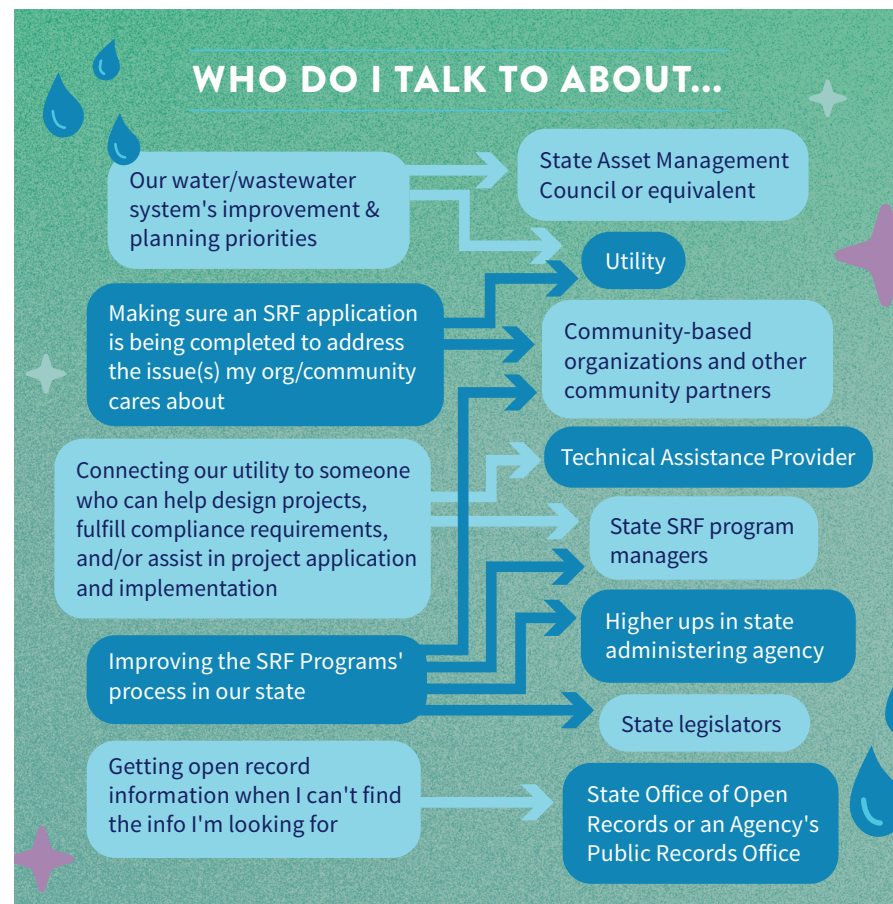 WHO DO I TALK TO ABOUT...
Our water/wastewater
system's improvement &
planning priorities
State Asset Management
Council or equivalent
Utility
Making sure an SRF application
is being completed to address
the issue(s) my org/community
cares about
Community-based
organizations and other
community partners
Connecting our utility to someone
who can help design projects,
fulfill compliance requirements,
and/or assist in project application
and implementation
Technical Assistance Provider
State SRF program
managers
Improving the SRF Programs'
process in our state
Higher ups in state
administering agency
State legislators
Getting open record
information when I can't find
the info I'm looking for
State Office of Open
Records or an Agency's
Public Records Office